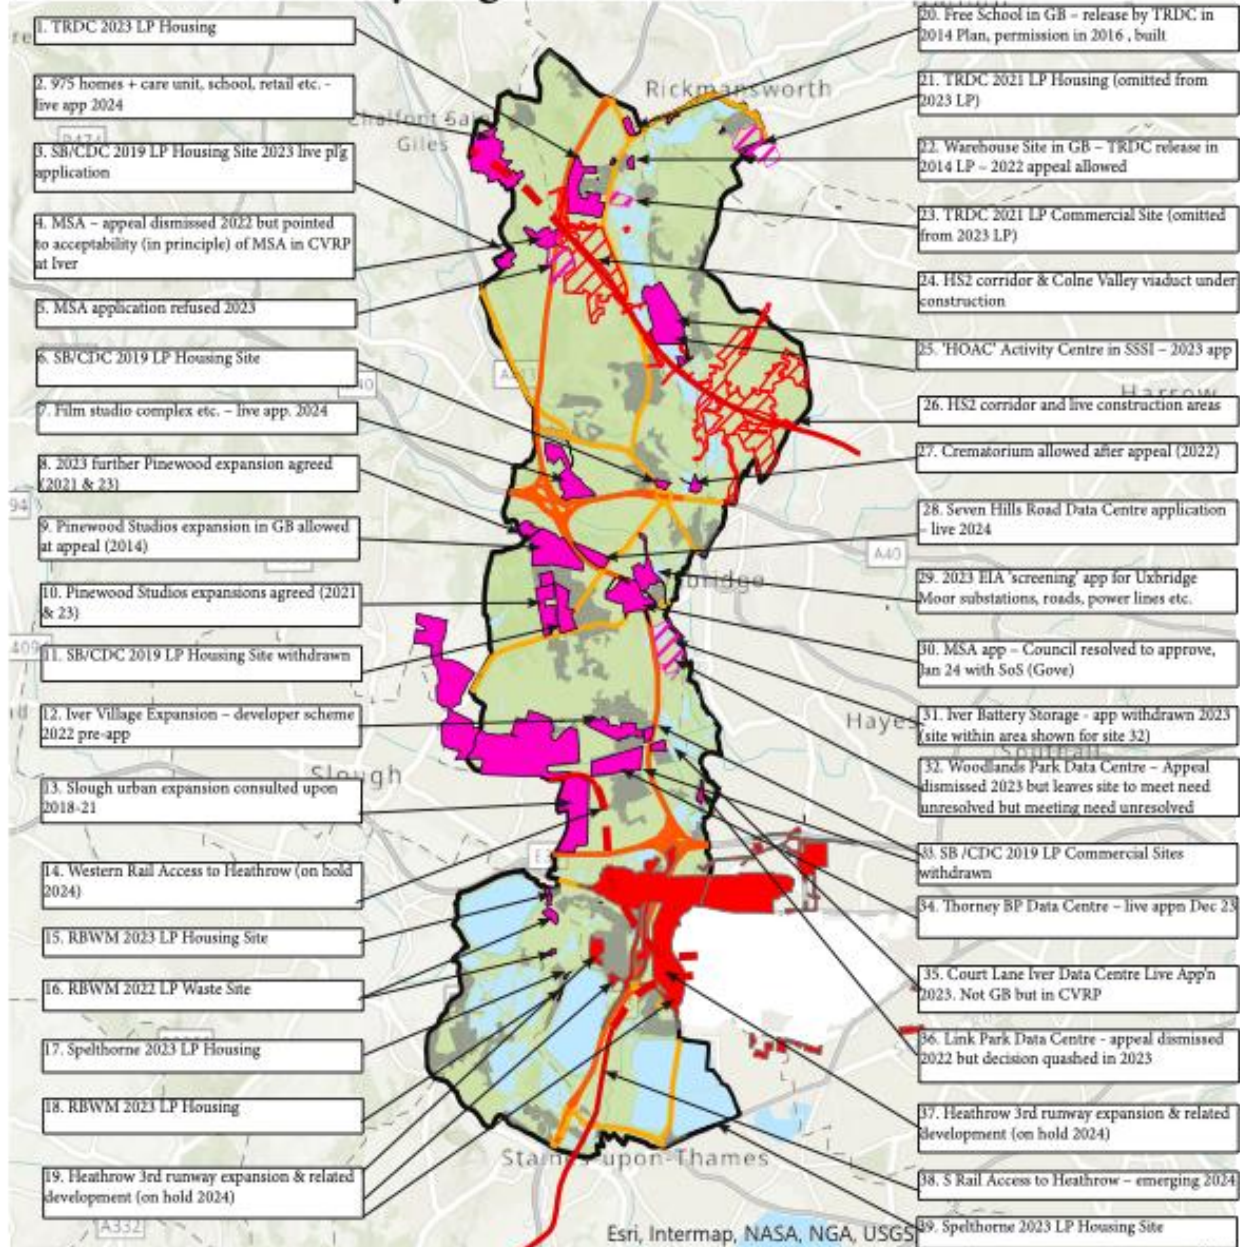 1. TRDC 2023 LP Housing
2. 975 homes + care unit, school, retail etc. -
live app 2024
3. SB/CDC 2019 LP Housing Site 2023 live pl'g
application
4. MSA – appeal dismissed 2022 but pointed
to acceptability (in principle) of MSA in CVRP
at Iver
5. MSA application refused 2023
6. SB/CDC 2019 LP Housing Site
7. Film studio complex etc. – live app. 2024
8. 2023 further Pinewood expansion agreed
(2021 & 23)
9. Pinewood Studios expansion in GB allowed
at appeal (2014)
10. Pinewood Studios expansions agreed (2021
& 23)
11. SB/CDC 2019 LP Housing Site withdrawn
12. Iver Village Expansion – developer scheme
2022 pre-app
13. Slough urban expansion consulted upon
2018-21
14. Western Rail Access to Heathrow (on hold
2024)
15. RBWM 2023 LP Housing Site
16. RBWM 2022 LP Waste Site
17. Spelthorne 2023 LP Housing
18. RBWM 2023 LP Housing
19. Heathrow 3rd runway expansion & related
development (on hold 2024)
Rickmansworth
Chalfont Saint
Giles
Harrow
A40
Hayes
Southall
Slough
Staines-upon-Thames
A332
Esri, Intermap, NASA, NGA, USGS
20. Free School in GB – release by TRDC in
2014 Plan, permission in 2016 , built
21. TRDC 2021 LP Housing (omitted from
2023 LP)
22. Warehouse Site in GB – TRDC release in
2014 LP – 2022 appeal allowed
23. TRDC 2021 LP Commercial Site (omitted
from 2023 LP)
24. HS2 corridor & Colne Valley viaduct under
construction
25. 'HOAC' Activity Centre in SSSI – 2023 app
26. HS2 corridor and live construction areas
27. Crematorium allowed after appeal (2022)
28. Seven Hills Road Data Centre application
– live 2024
29. 2023 EIA 'screening' app for Uxbridge
Moor substations, roads, power lines etc.
30. MSA app – Council resolved to approve,
Jan 24 with SoS (Gove)
31. Iver Battery Storage - app withdrawn 2023
(site within area shown for site 32)
32. Woodlands Park Data Centre – Appeal
dismissed 2023 but leaves site to meet need
unresolved but meeting need unresolved
33. SB /CDC 2019 LP Commercial Sites
withdrawn
34. Thorney BP Data Centre – live appn Dec 23
35. Court Lane Iver Data Centre Live App'n
2023. Not GB but in CVRP
36. Link Park Data Centre - appeal dismissed
2022 but decision quashed in 2023
37. Heathrow 3rd runway expansion & related
development (on hold 2024)
38. S Rail Access to Heathrow – emerging 2024
39. Spelthorne 2023 LP Housing Site